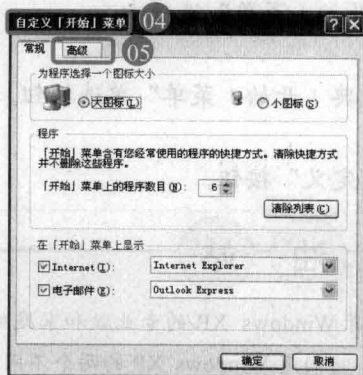 自定义「开始」菜单 04
常规 高级 05
为程序选择一个图标大小
大图标(L) 小图标(S)
程序
「开始」菜单含有您经常使用的程序的快捷方式。清除快捷方式
并不删除这些程序。
「开始」菜单上的程序数目(N): 6
清除列表(C)
在「开始」菜单上显示
Internet(I): Internet Explorer
电子邮件(E): Outlook Express
确定 取消